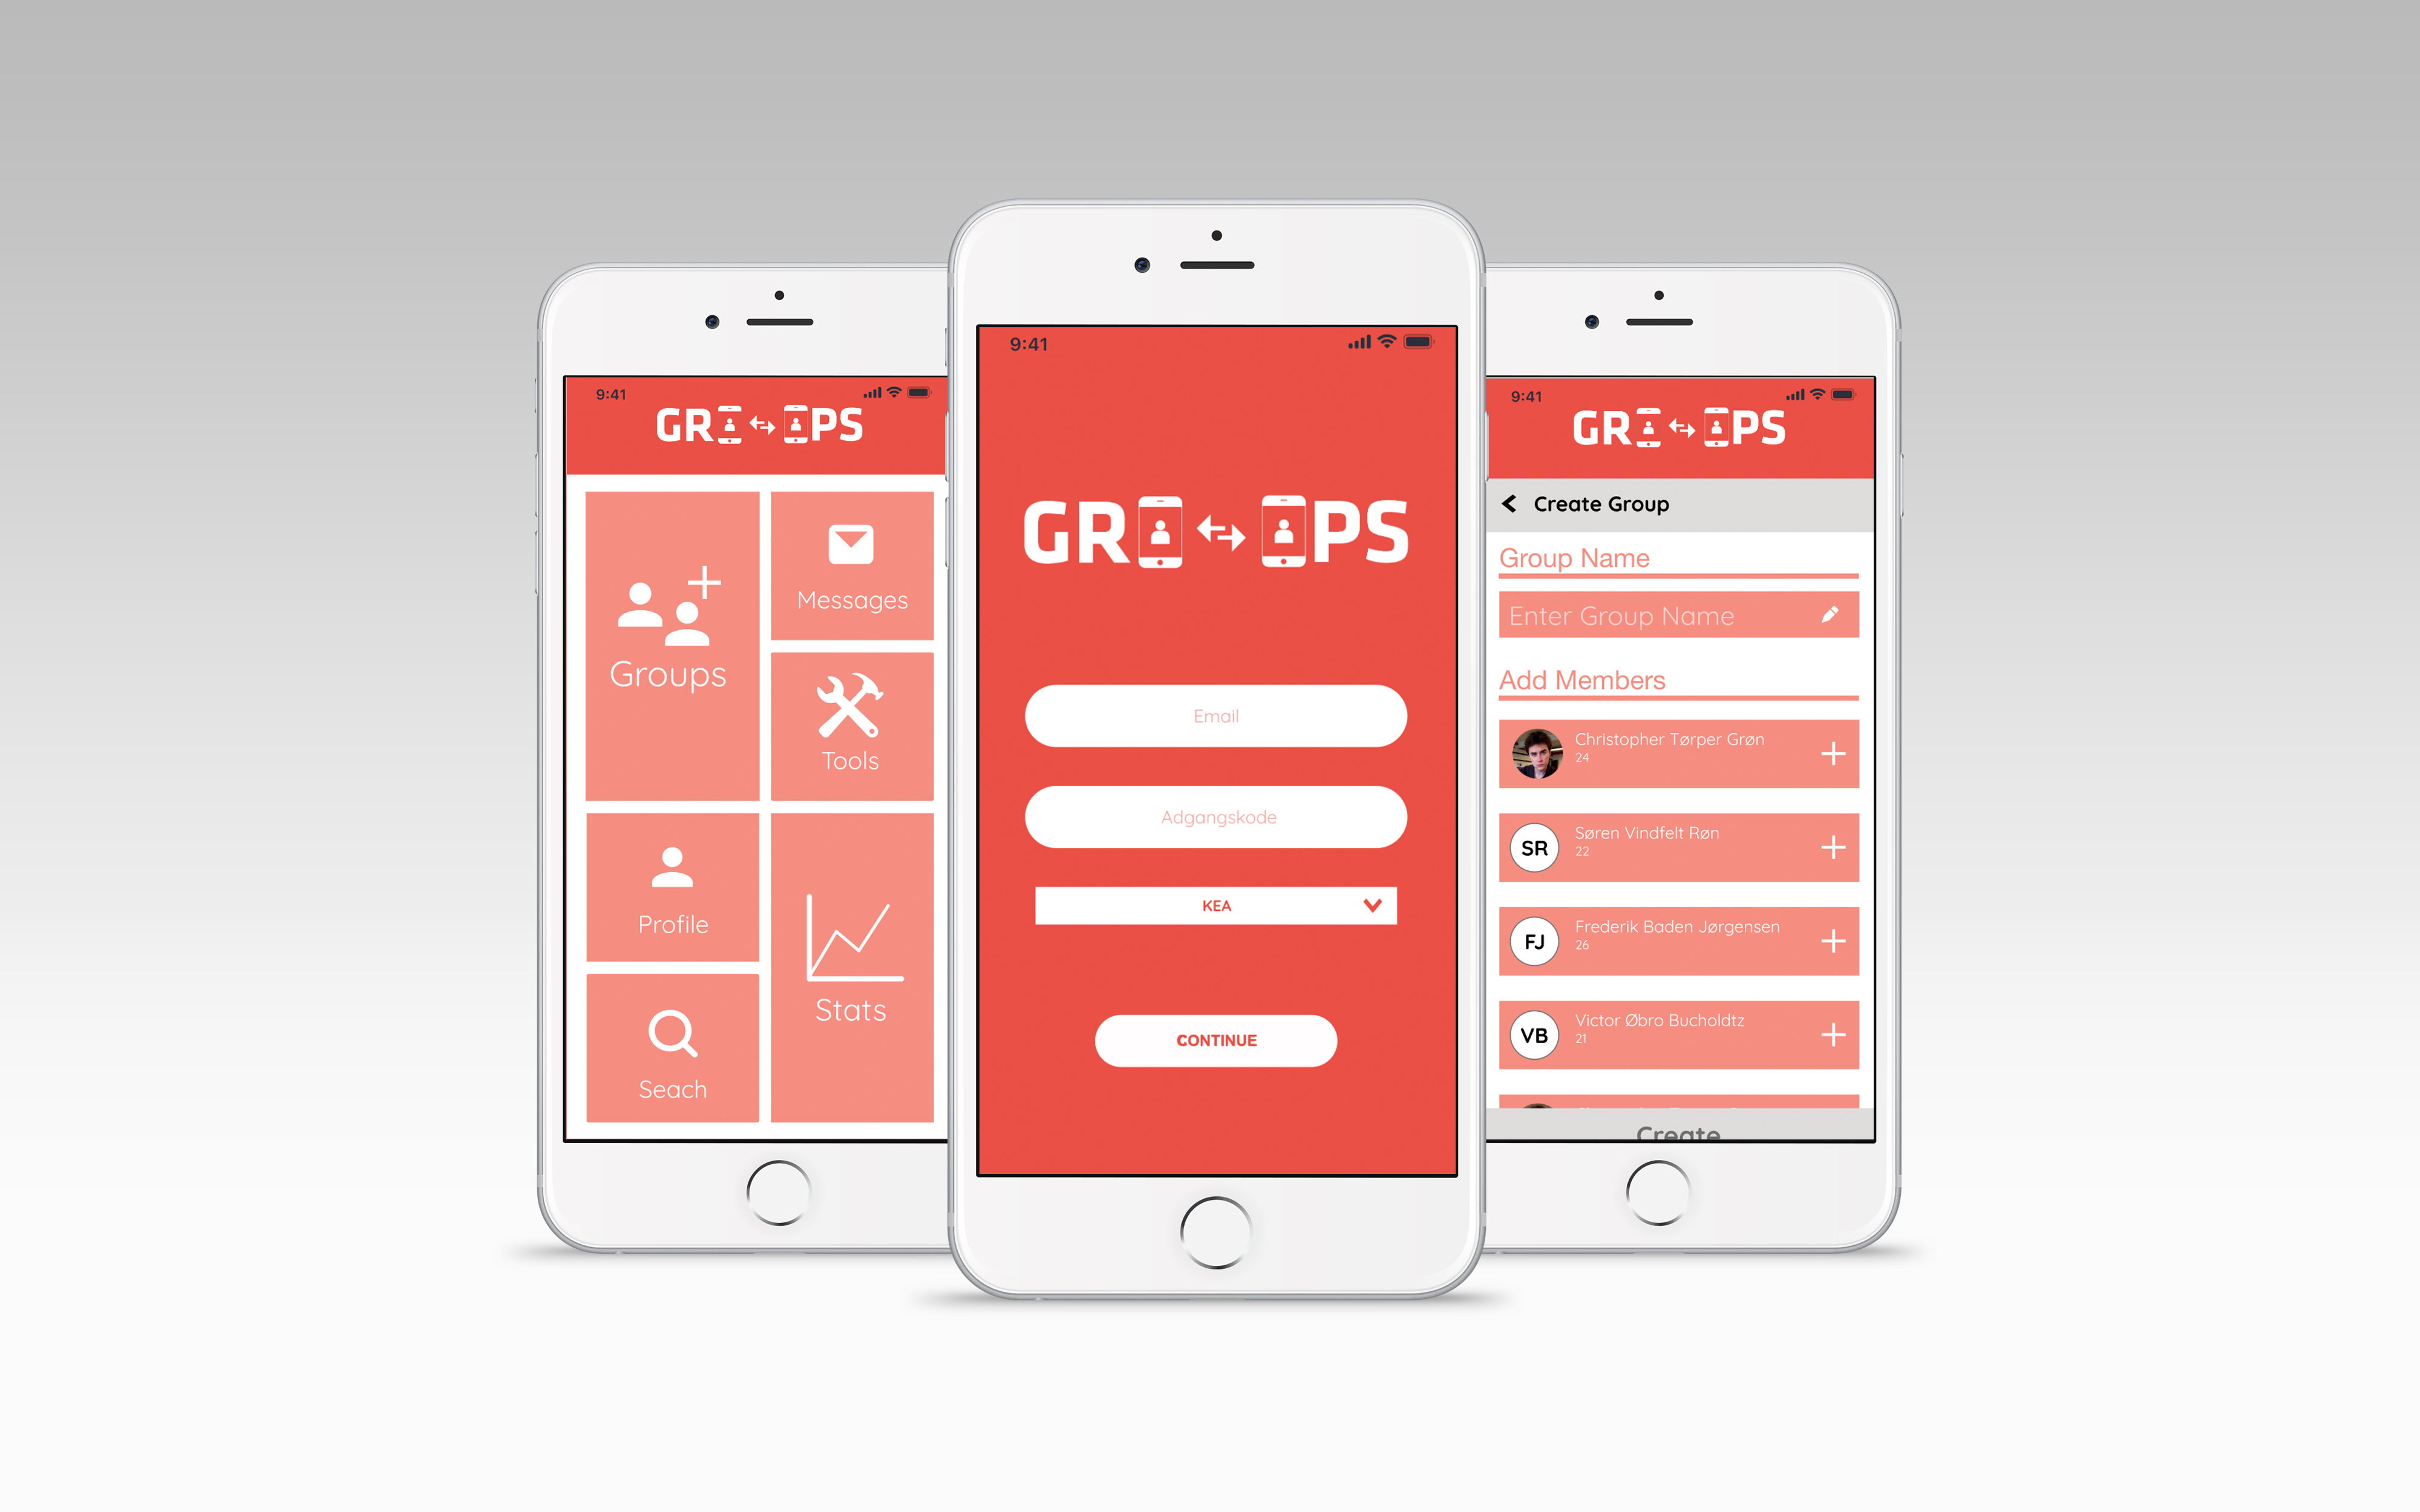 9:41
GR PS
Groups
Messages
Tools
Profile
Stats
Seach
9:41
GR PS
Email
Adgangskode
KEA
CONTINUE
9:41
GR PS
Create Group
Group Name
Enter Group Name
Add Members
Christopher Tørper Grøn
24
SR
Søren Vindfelt Røn
22
FJ
Frederik Baden Jørgensen
26
VB
Victor Øbro Bucholdtz
21
Create